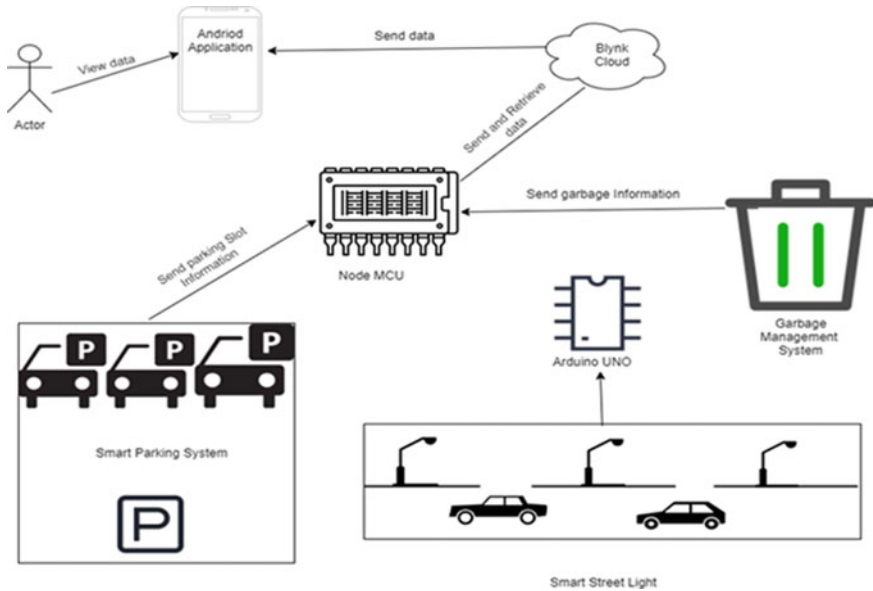 Andriod
Application
Send data
Blynk
Cloud
View data
Actor
Send and Retrieve
data
Send garbage Information
Send parking Slot
Information
Node MCU
Garbage
Management
System
Arduino UNO
P
P
P
Smart Parking System
P
Smart Street Light